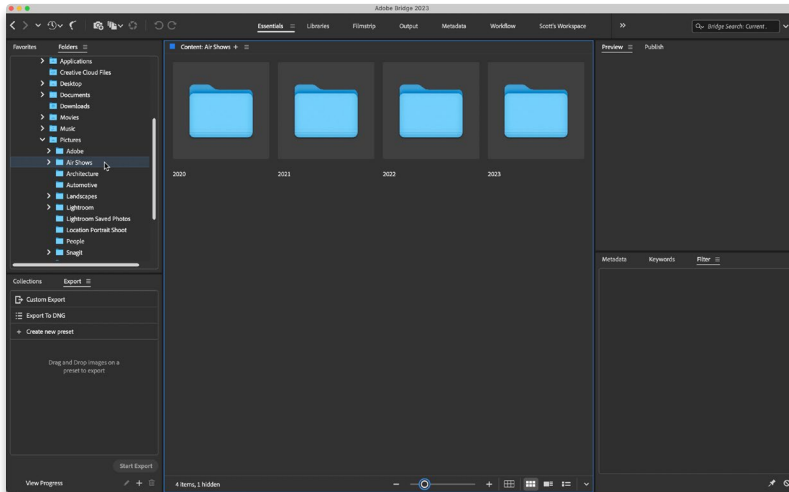 Adobe Bridge 2023
Essentials Libraries Filmstrip Output Metadata Workflow Scott's Workspace
Bridge Search: Current .
Favorites Folders
Applications
Creative Cloud Files
Desktop
Documents
Downloads
Movies
Music
Pictures
Adobe
Air Shows
Architecture
Automotive
Landscapes
Lightroom
Lightroom Saved Photos
Location Portrait Shoot
People
Snagit
Collections Export
Custom Export
Export To DNG
+ Create new preset
Drag and Drop images on a
preset to export
Start Export
View Progress
Content: Air Shows +
2020 2021 2022 2023
4 items, 1 hidden
Preview Publish
Metadata Keywords Filter